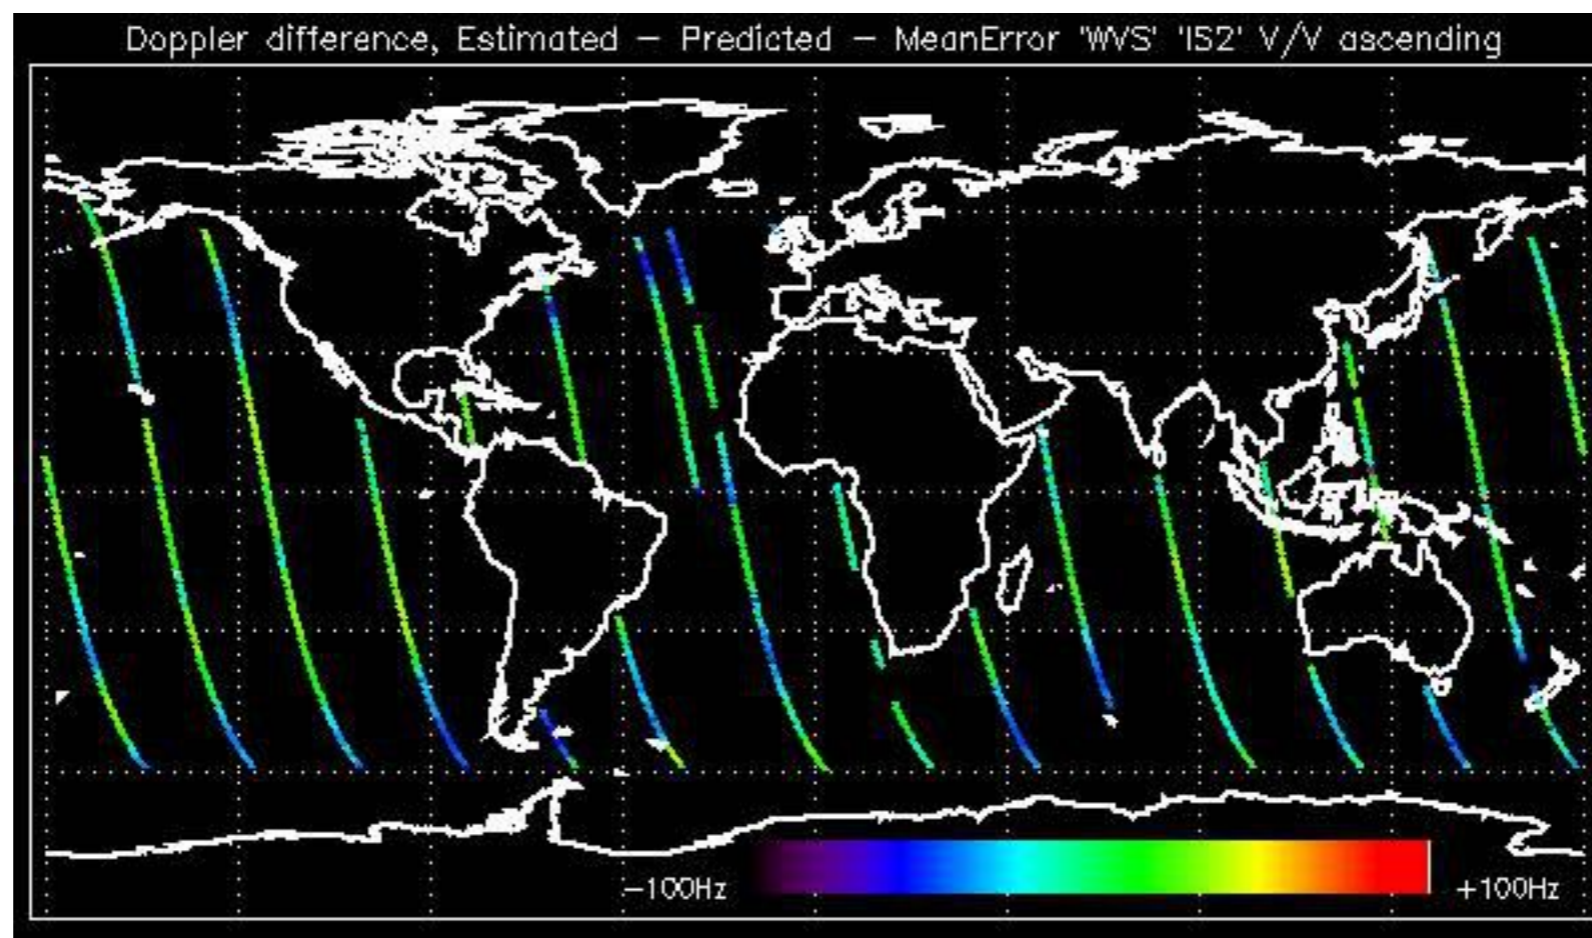 Doppler difference, Estimated – Predicted – MeanError 'WVS' 'IS2' V/V ascending
−100Hz +100Hz